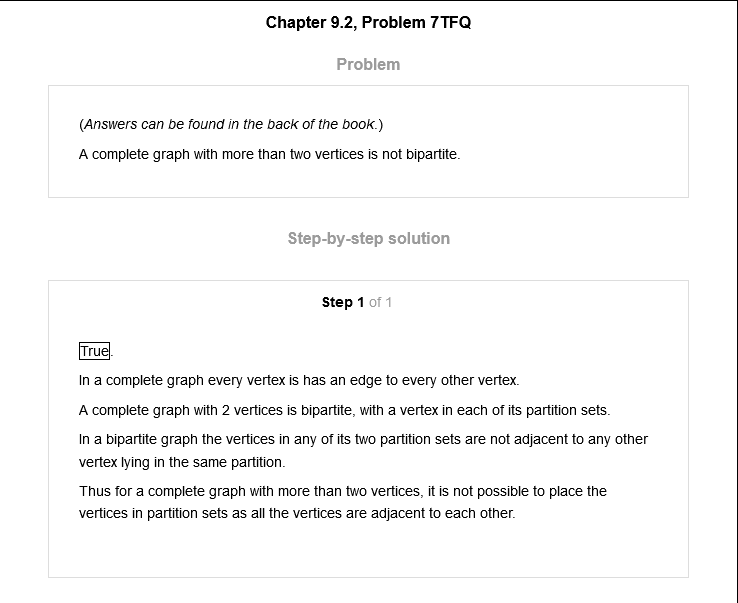 Chapter 9.2, Problem 7TFQ
Problem
(Answers can be found in the back of the book.)
A complete graph with more than two vertices is not bipartite.
Step-by-step solution
Step 1 of 1
True.
In a complete graph every vertex is has an edge to every other vertex.
A complete graph with 2 vertices is bipartite, with a vertex in each of its partition sets.
In a bipartite graph the vertices in any of its two partition sets are not adjacent to any other
vertex lying in the same partition.
Thus for a complete graph with more than two vertices, it is not possible to place the
vertices in partition sets as all the vertices are adjacent to each other.